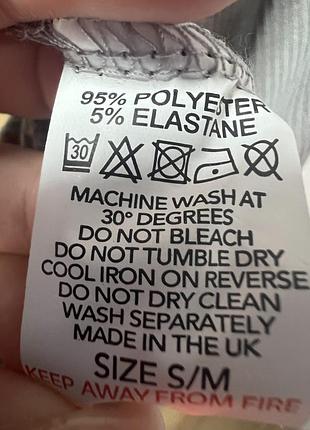 95% POLYESTER
5% ELASTANE
30
MACHINE WASH AT
30° DEGREES
DO NOT BLEACH
DO NOT TUMBLE DRY
COOL IRON ON REVERSE
DO NOT DRY CLEAN
WASH SEPARATELY
MADE IN THE UK
SIZE S/M
KEEP AWAY FROM FIRE